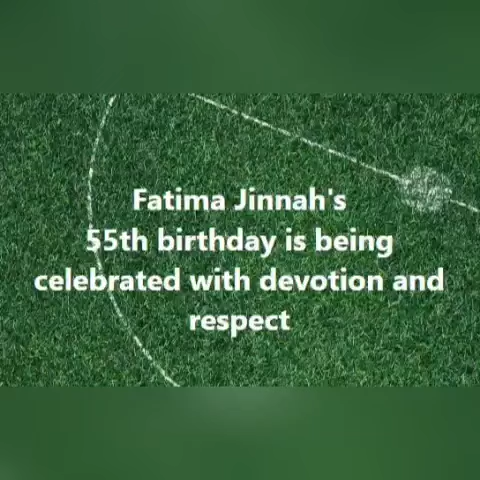 Fatima Jinnah's
55th birthday is being
celebrated with devotion and
respect